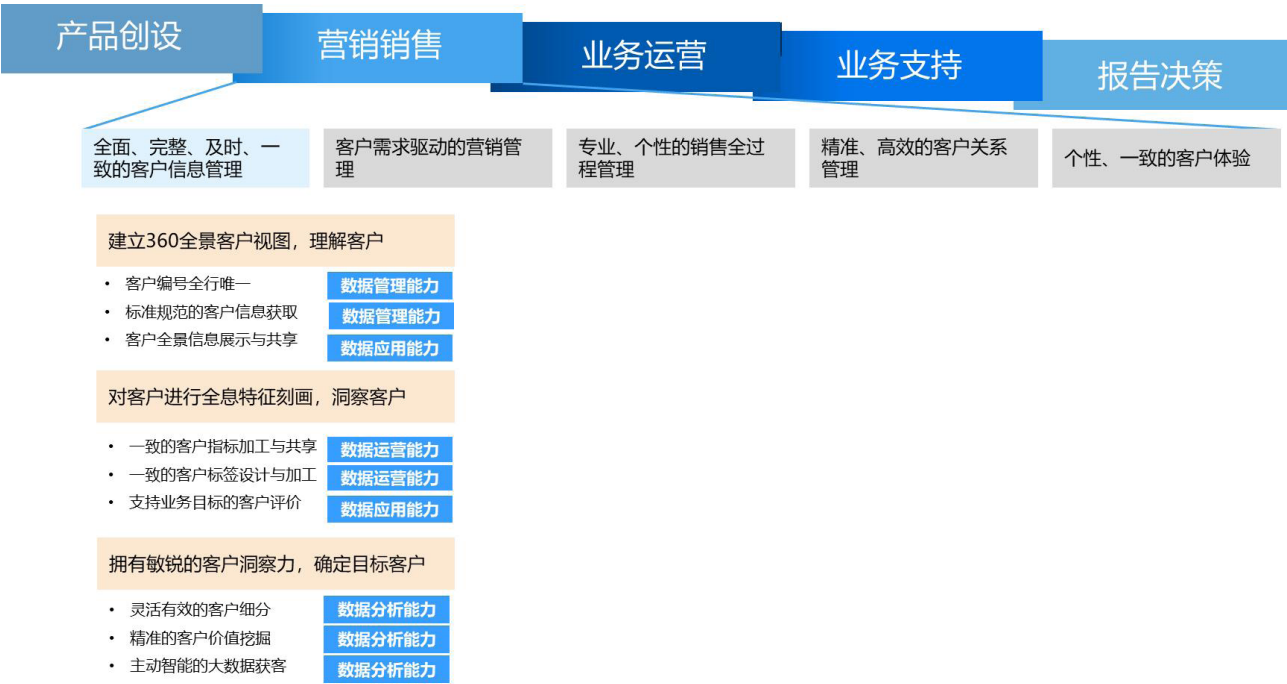 产品创设
营销销售
业务运营
业务支持
报告决策
全面、完整、及时、一
致的客户信息管理
客户需求驱动的营销管
理
专业、个性的销售全过
程管理
精准、高效的客户关系
管理
个性、一致的客户体验
建立360全景客户视图，理解客户
• 客户编号全行唯一 数据管理能力
• 标准规范的客户信息获取 数据管理能力
• 客户全景信息展示与共享 数据应用能力
对客户进行全息特征刻画，洞察客户
• 一致的客户指标加工与共享 数据运营能力
• 一致的客户标签设计与加工 数据运营能力
• 支持业务目标的客户评价 数据应用能力
拥有敏锐的客户洞察力，确定目标客户
• 灵活有效的客户细分 数据分析能力
• 精准的客户价值挖掘 数据分析能力
• 主动智能的大数据获客 数据分析能力